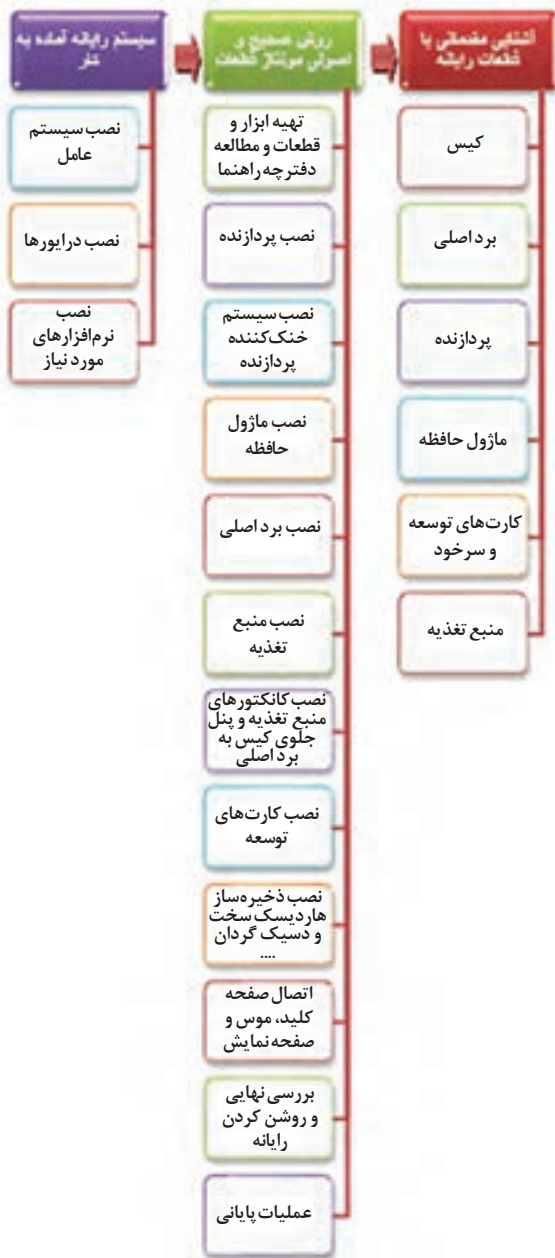 آشنایی مقدماتی با
قطعات رایانه
کیس
برد اصلی
پردازنده
ماژول حافظه
کارت‌های توسعه
و سرخود
منبع تغذیه
روش صحیح و
اصولی مونتاژ قطعات
تهیه ابزار و
قطعات و مطالعه
دفترچه راهنما
نصب پردازنده
نصب سیستم
خنک‌کننده
پردازنده
نصب ماژول
حافظه
نصب برد اصلی
نصب منبع
تغذیه
نصب کانکتورهای
منبع تغذیه و پنل
جلوی کیس به
برد اصلی
نصب کارت‌های
توسعه
نصب ذخیره‌ساز
هاردیسک سخت
و دسیک گردان
....
اتصال صفحه
کلید، موس و
صفحه نمایش
بررسی نهایی
و روشن کردن
رایانه
عملیات پایانی
سیستم رایانه آماده به
کار
نصب سیستم
عامل
نصب درایورها
نصب
نرم‌افزارهای
مورد نیاز